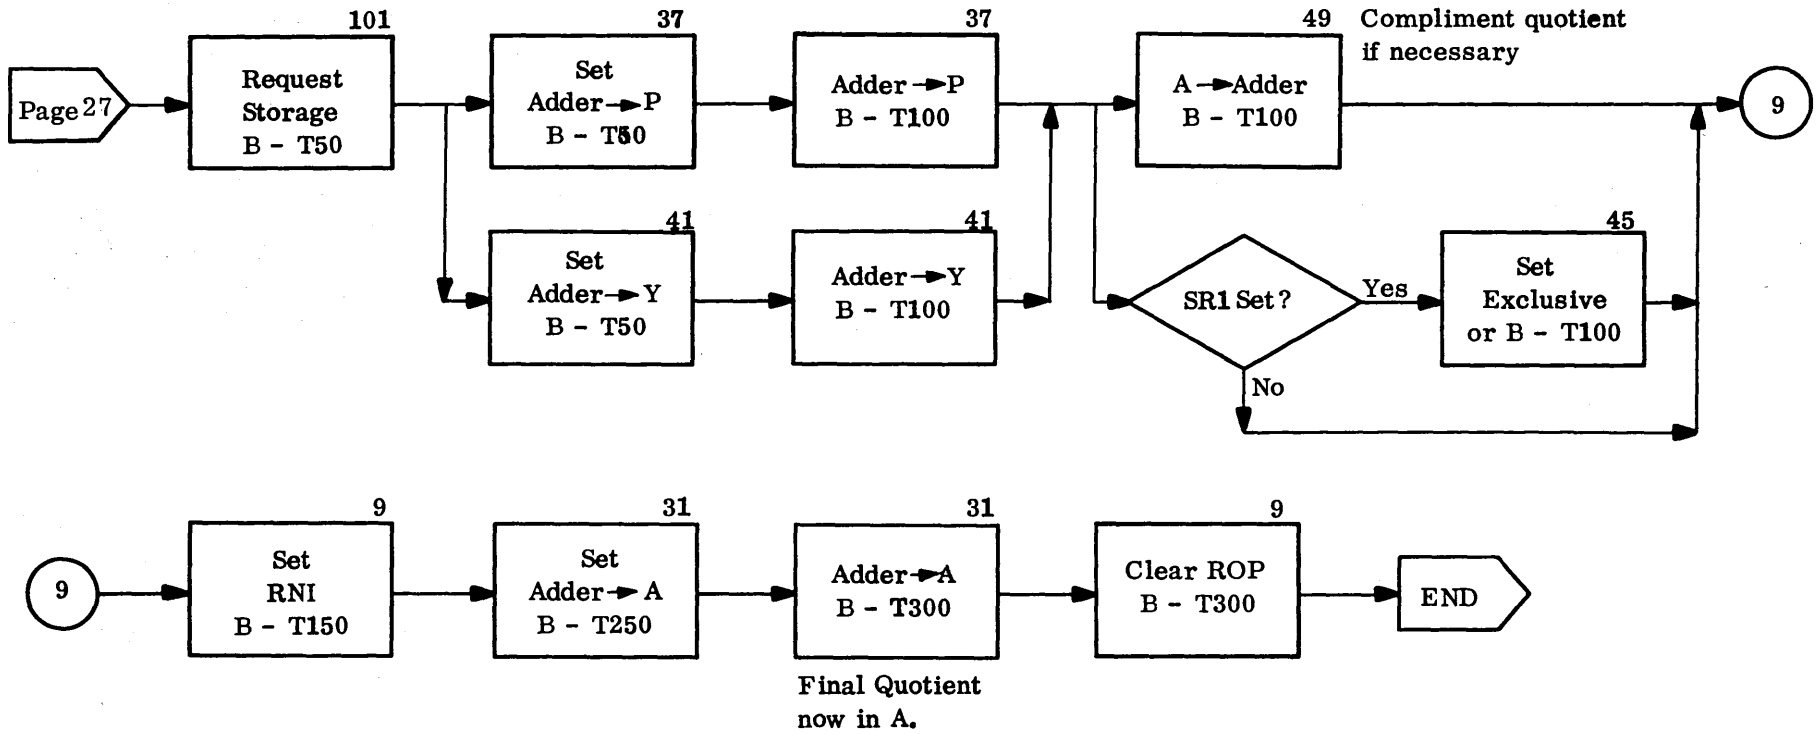 101
37
37
49
Compliment quotient
if necessary
Page 27
Request
Storage
B - T50
Set
Adder→P
B - T50
Adder→P
B - T100
A→Adder
B - T100
9
41
41
45
Set
Adder→Y
B - T50
Adder→Y
B - T100
SR1 Set?
Yes
No
Set
Exclusive
or B - T100
9
31
31
9
9
Set
RNI
B - T150
Set
Adder→A
B - T250
Adder→A
B - T300
Clear ROP
B - T300
END
Final Quotient
now in A.